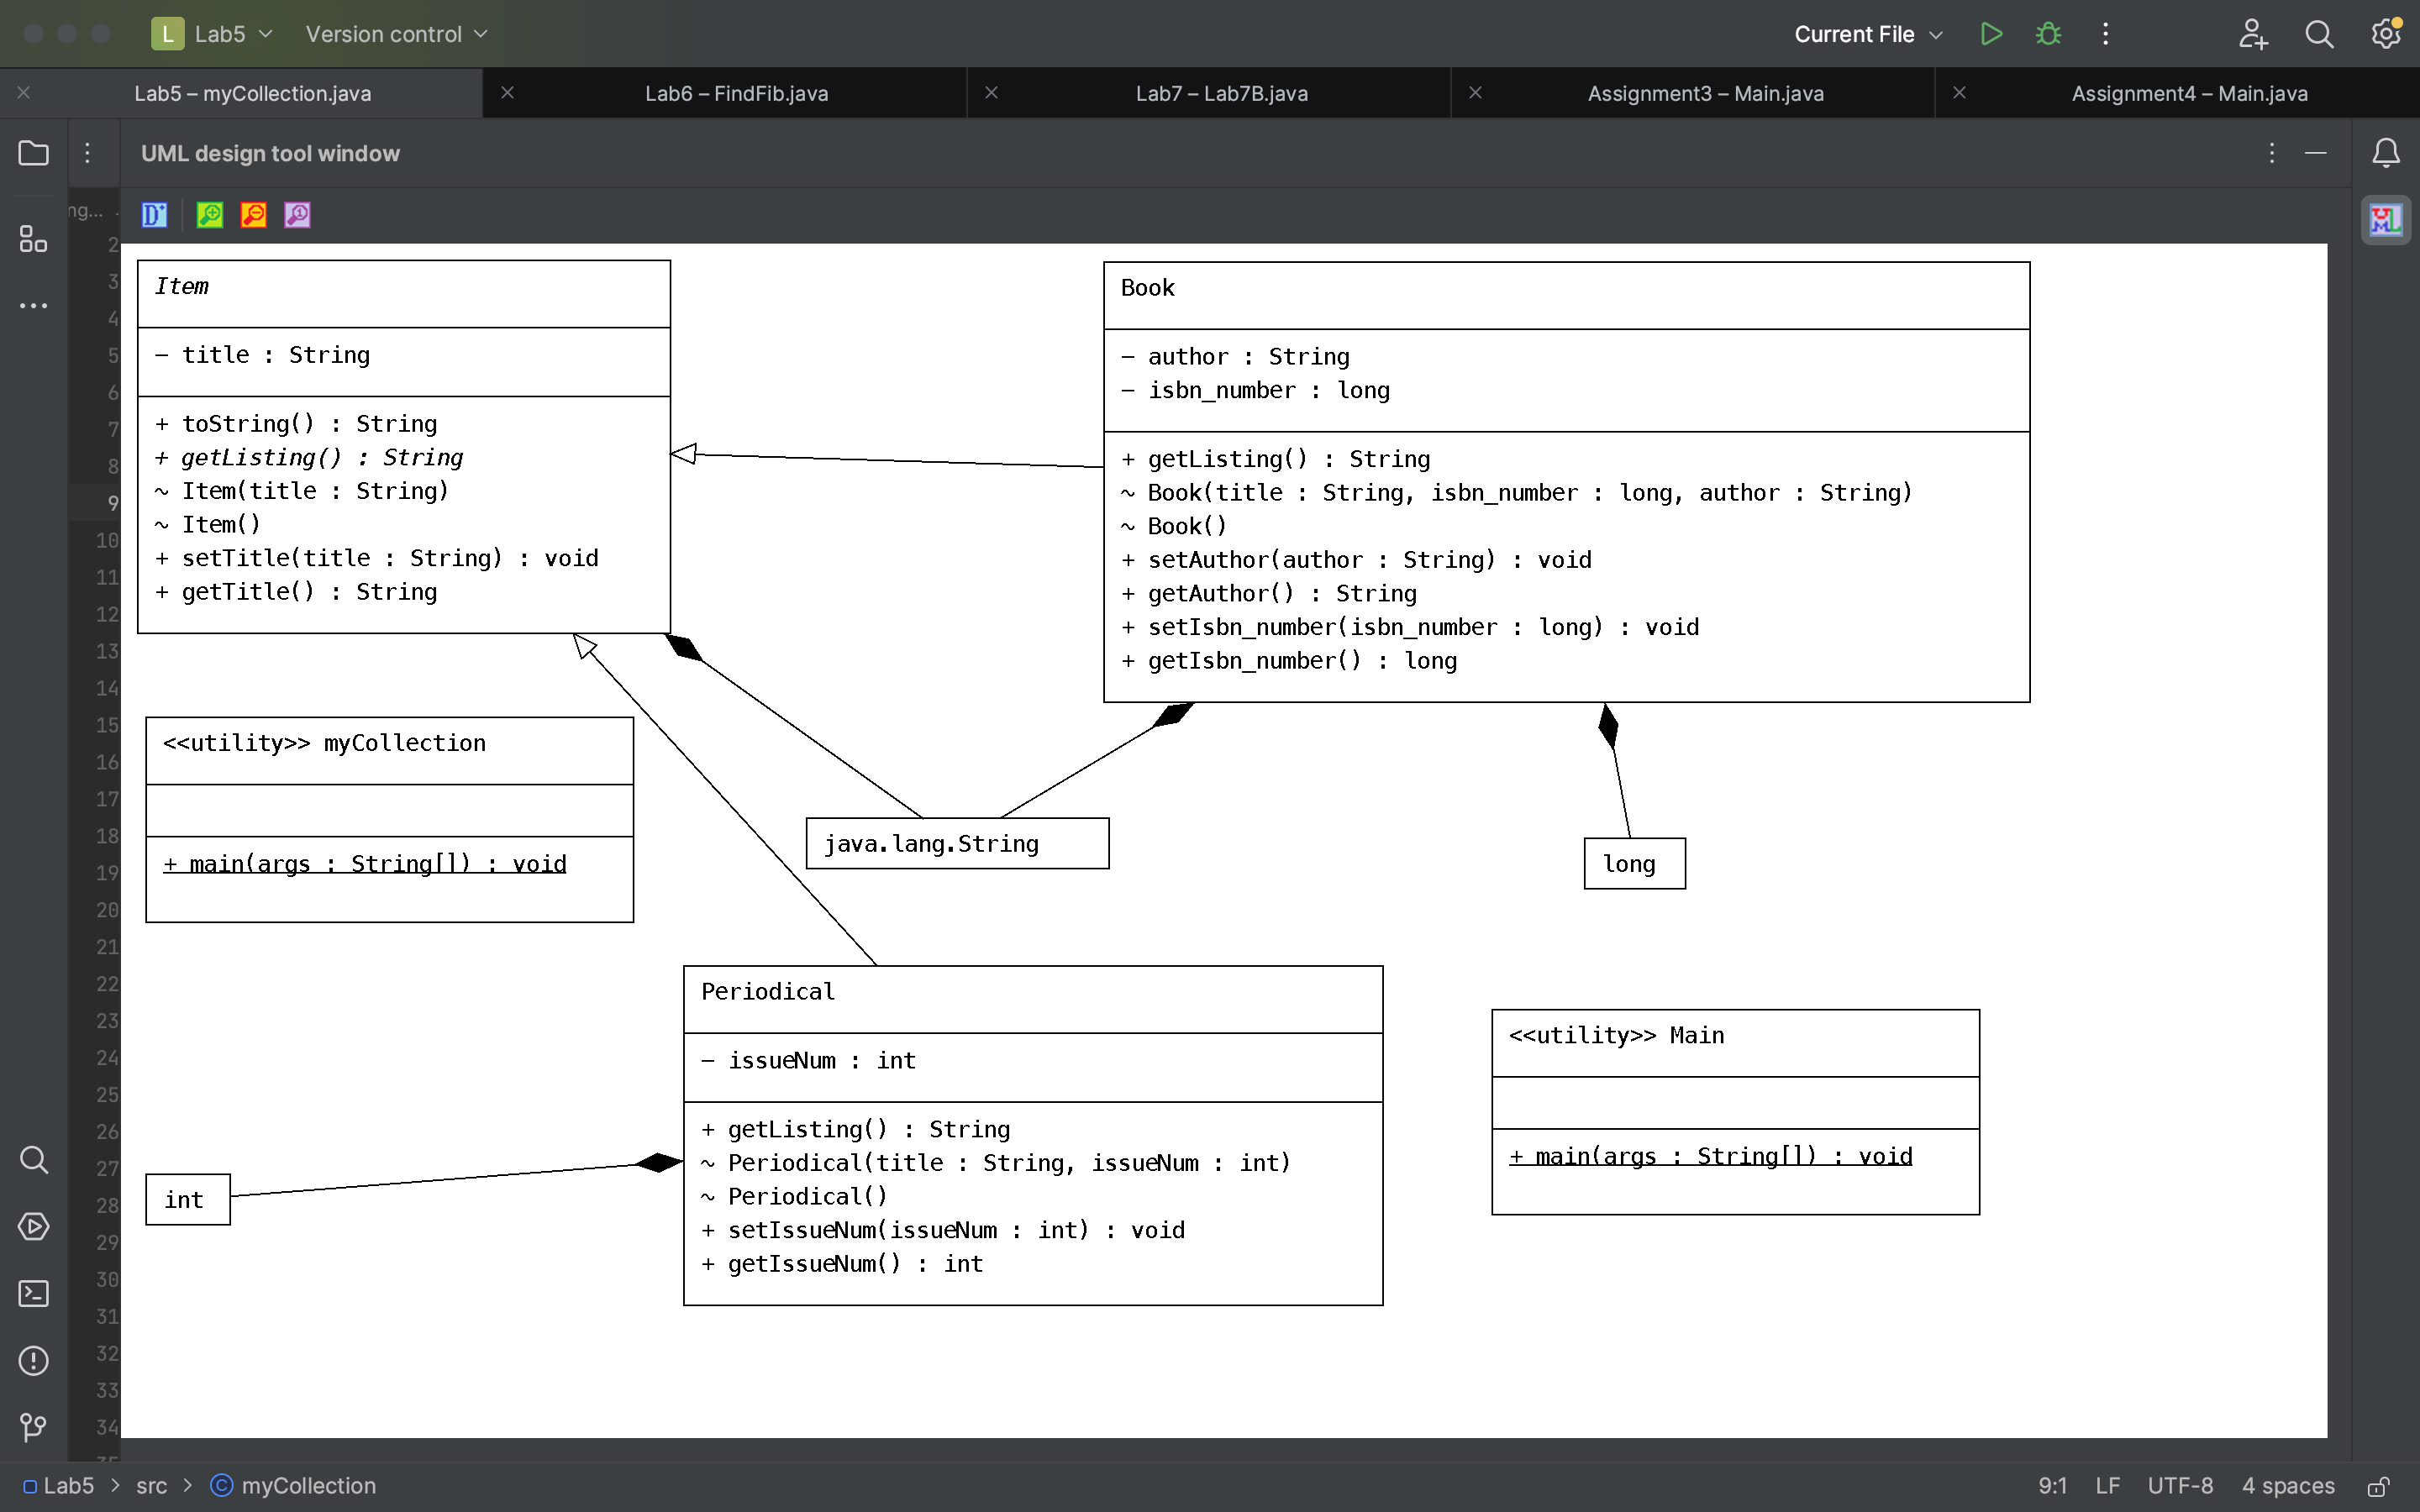 L Lab5 Version control Current File
Lab5 – myCollection.java Lab6 – FindFib.java Lab7 – Lab7B.java Assignment3 – Main.java Assignment4 – Main.java
UML design tool window
ng...
D
1
UML
2
3
4
5
6
7
8
9
10
11
12
13
14
15
16
17
18
19
20
21
22
23
24
25
26
27
28
29
30
31
32
33
34
35
Item
– title : String
+ toString() : String
+ getListing() : String
~ Item(title : String)
~ Item()
+ setTitle(title : String) : void
+ getTitle() : String
Book
– author : String
– isbn_number : long
+ getListing() : String
~ Book(title : String, isbn_number : long, author : String)
~ Book()
+ setAuthor(author : String) : void
+ getAuthor() : String
+ setIsbn_number(isbn_number : long) : void
+ getIsbn_number() : long
<<utility>> myCollection
+ main(args : String[]) : void
java.lang.String
long
Periodical
– issueNum : int
+ getListing() : String
~ Periodical(title : String, issueNum : int)
~ Periodical()
+ setIssueNum(issueNum : int) : void
+ getIssueNum() : int
<<utility>> Main
+ main(args : String[]) : void
int
Lab5 > src > myCollection 9:1 LF UTF-8 4 spaces